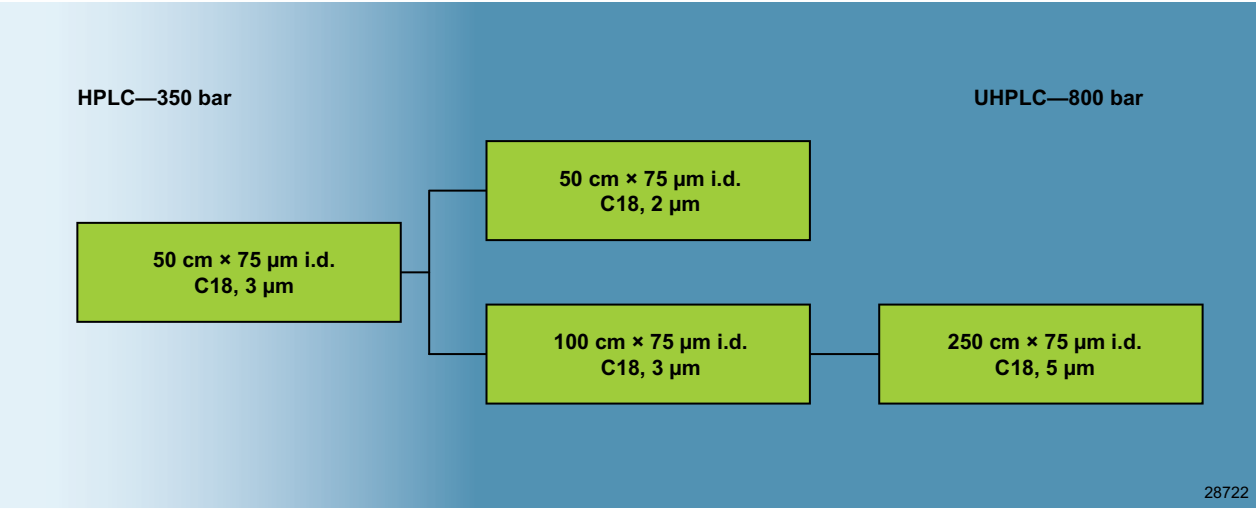 HPLC—350 bar
UHPLC—800 bar
50 cm × 75 µm i.d.
C18, 2 µm
50 cm × 75 µm i.d.
C18, 3 µm
100 cm × 75 µm i.d.
C18, 3 µm
250 cm × 75 µm i.d.
C18, 5 µm
28722